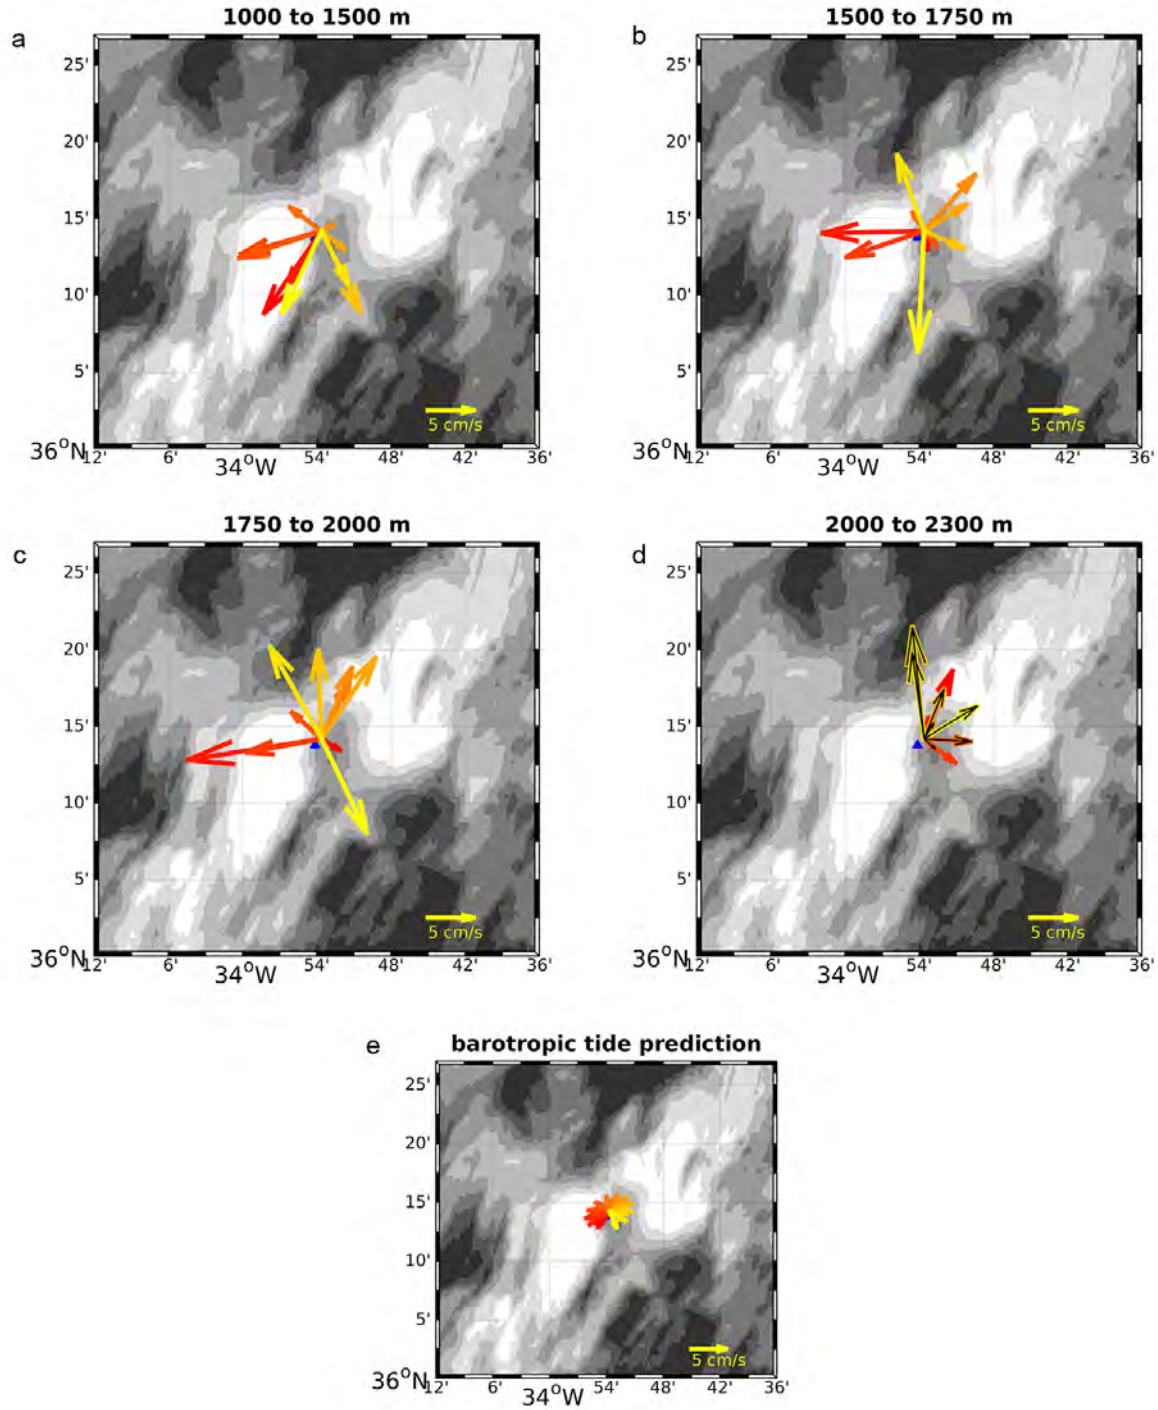 a
1000 to 1500 m
25'
20'
15'
10'
5'
36°N
12'
6'
34°W
54'
48'
42'
36'
5 cm/s
b
1500 to 1750 m
25'
20'
15'
10'
5'
36°N
12'
6'
34°W
54'
48'
42'
36'
5 cm/s
c
1750 to 2000 m
25'
20'
15'
10'
5'
36°N
12'
6'
34°W
54'
48'
42'
36'
5 cm/s
d
2000 to 2300 m
25'
20'
15'
10'
5'
36°N
12'
6'
34°W
54'
48'
42'
36'
5 cm/s
e
barotropic tide prediction
25'
20'
15'
10'
5'
36°N
12'
6'
34°W
54'
48'
42'
36'
5 cm/s